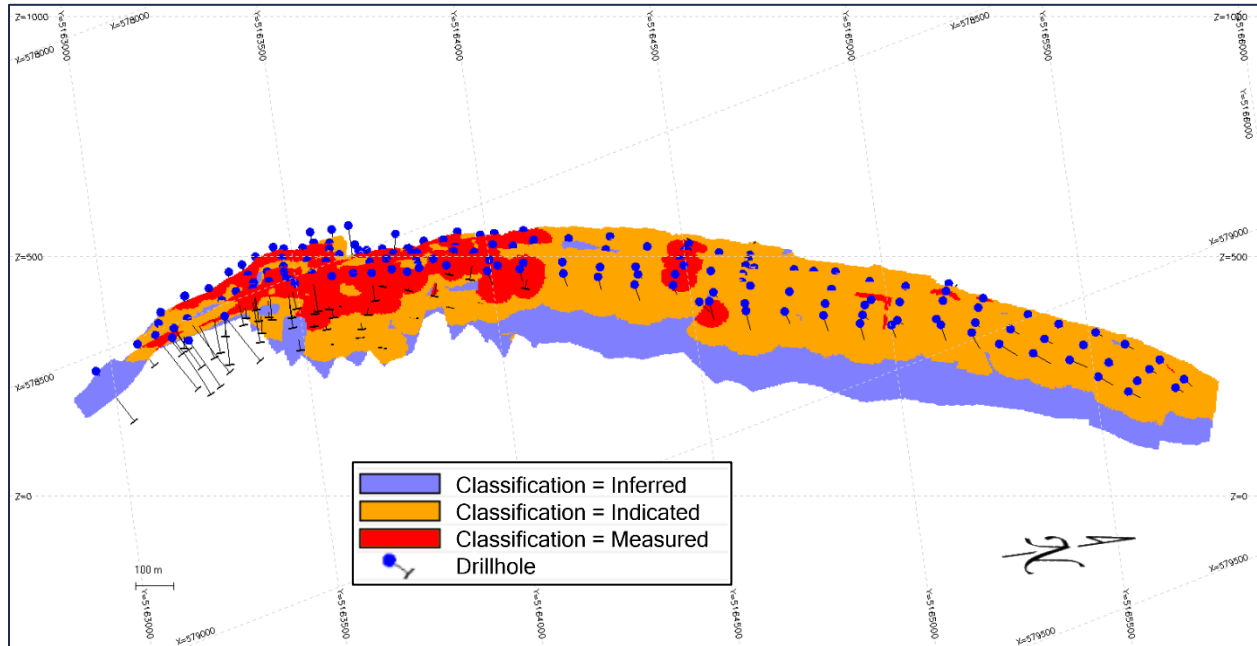 Z=1000
X=578000
Y=5163000
X=578000
Y=5163500
Y=5164000
Y=5164500
Y=5165000
X=578500
Y=5165500
Y=5166000
Z=1000
Y=5166000
X=579000
Z=500
Z=500
X=578500
Z=0
Z=0
Classification = Inferred
Classification = Indicated
Classification = Measured
Drillhole
100 m
N
Y=5163000
X=579000
Y=5163500
Y=5164000
Y=5164500
Y=5165000
X=579500
Y=5165500
X=579500